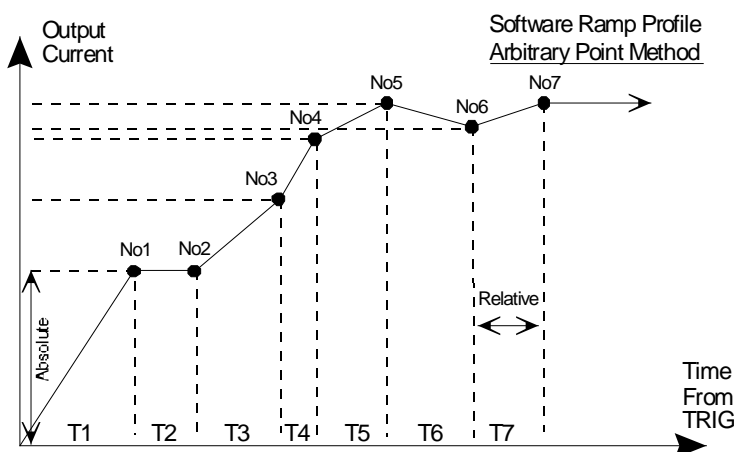 Output
Current
Software Ramp Profile
Arbitrary Point Method
No5
No7
No6
No4
No3
No1
No2
Relative
Absolute
Time
From
TRIG
T1 T2 T3 T4 T5 T6 T7